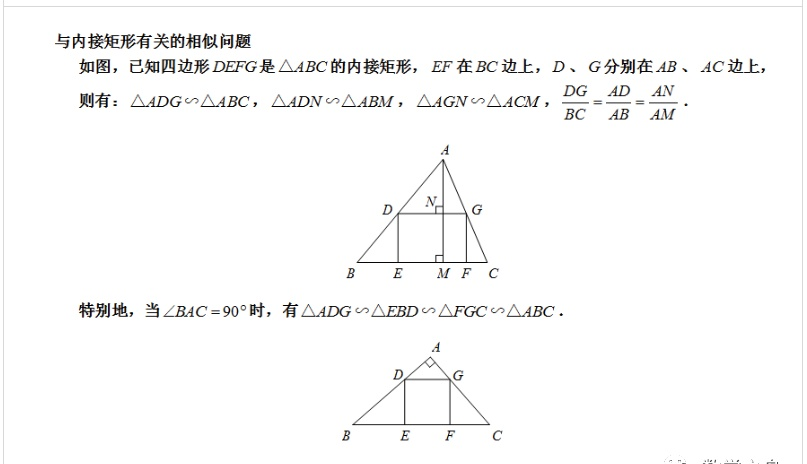 与内接矩形有关的相似问题
如图，已知四边形DEFG是△ABC的内接矩形，EF在BC边上，D、G分别在AB、AC边上，
则有：△ADG∽△ABC，△ADN∽△ABM，△AGN∽△ACM，DG/BC=AD/AB=AN/AM．
A
D N G
B E M F C
特别地，当∠BAC=90°时，有△ADG∽△EBD∽△FGC∽△ABC．
A
D G
B E F C